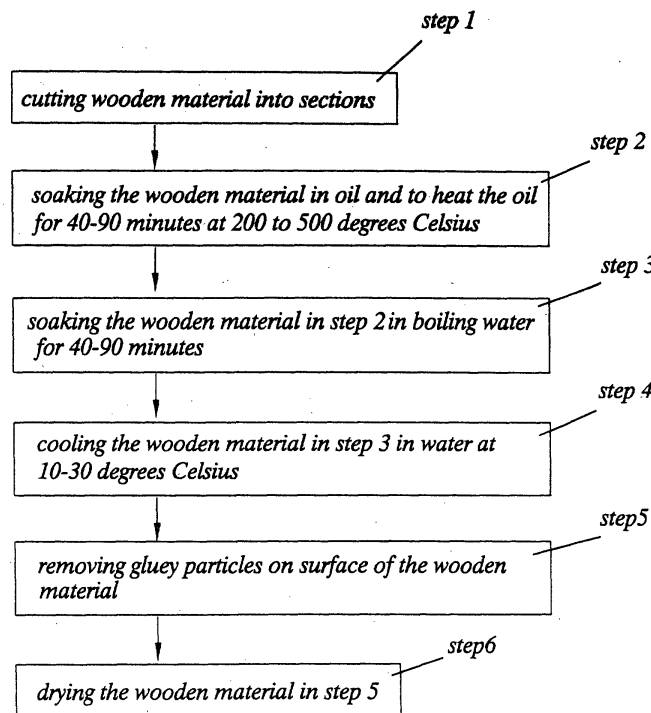 step 1
cutting wooden material into sections
step 2
soaking the wooden material in oil and to heat the oil
for 40-90 minutes at 200 to 500 degrees Celsius
step 3
soaking the wooden material in step 2 in boiling water
for 40-90 minutes
step 4
cooling the wooden material in step 3 in water at
10-30 degrees Celsius
step5
removing gluey particles on surface of the wooden
material
step6
drying the wooden material in step 5